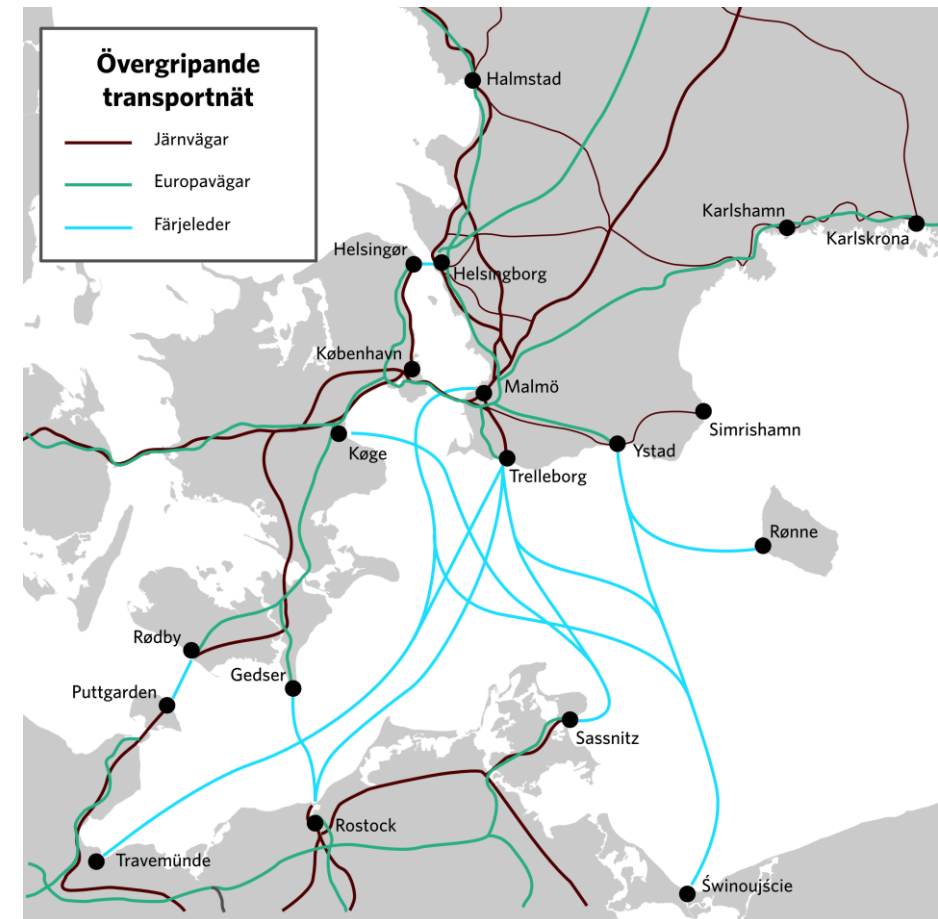 Övergripande
transportnät
Järnvägar
Europavägar
Färjeleder
Halmstad
Karlshamn
Karlskrona
Helsingør
Helsingborg
København
Malmö
Simrishamn
Køge
Ystad
Trelleborg
Rønne
Rødby
Gedser
Puttgarden
Sassnitz
Rostock
Travemünde
Świnoujście